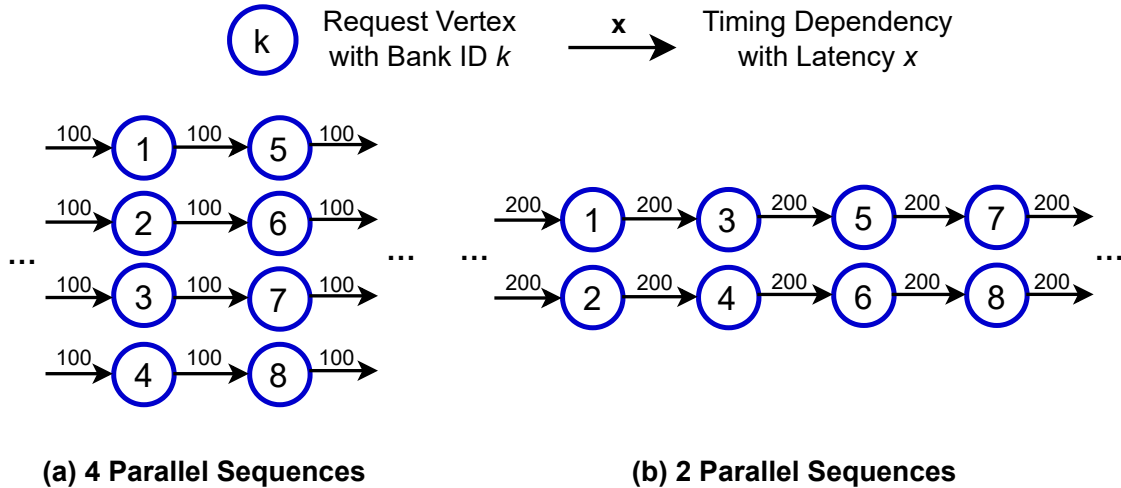 k
Request Vertex
with Bank ID k
x
Timing Dependency
with Latency x
100 1 100 5 100
100 2 100 6 100
100 3 100 7 100
100 4 100 8 100
... ...
(a) 4 Parallel Sequences
200 1 200 3 200 5 200 7 200
200 2 200 4 200 6 200 8 200
... ...
(b) 2 Parallel Sequences